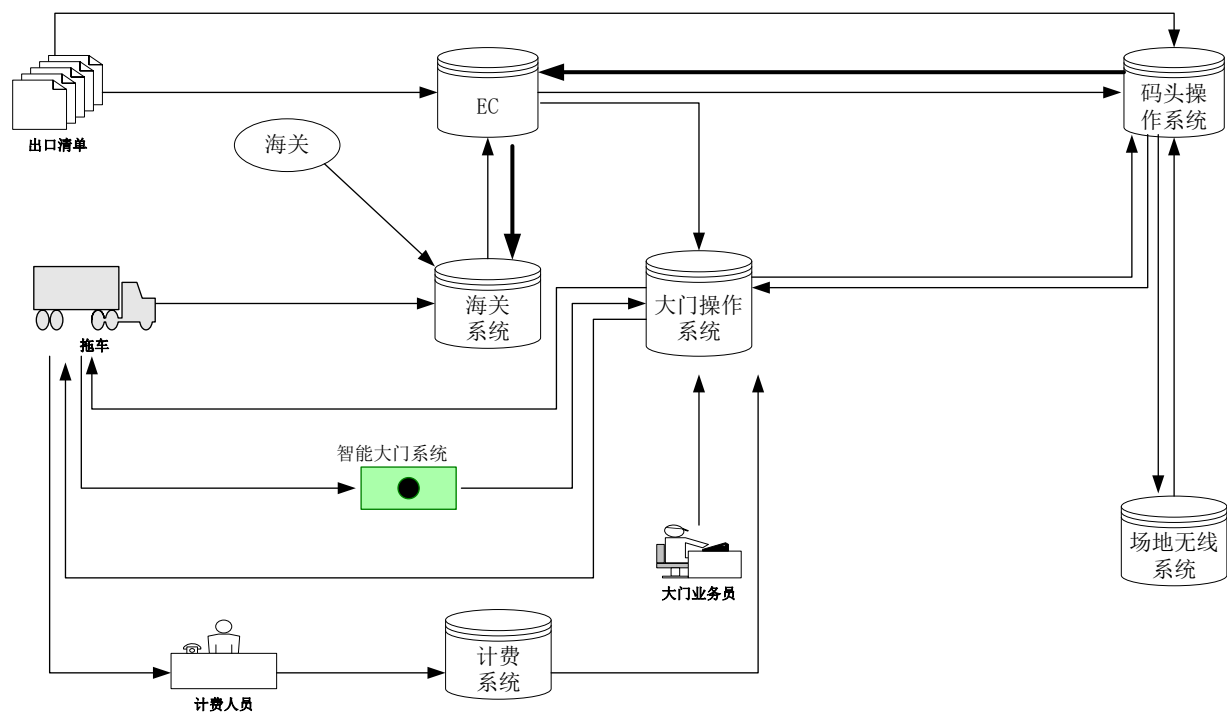 EC
码头操
作系统
出口清单
海关
海关
系统
大门操作
系统
拖车
智能大门系统
场地无线
系统
大门业务员
计费
系统
计费人员